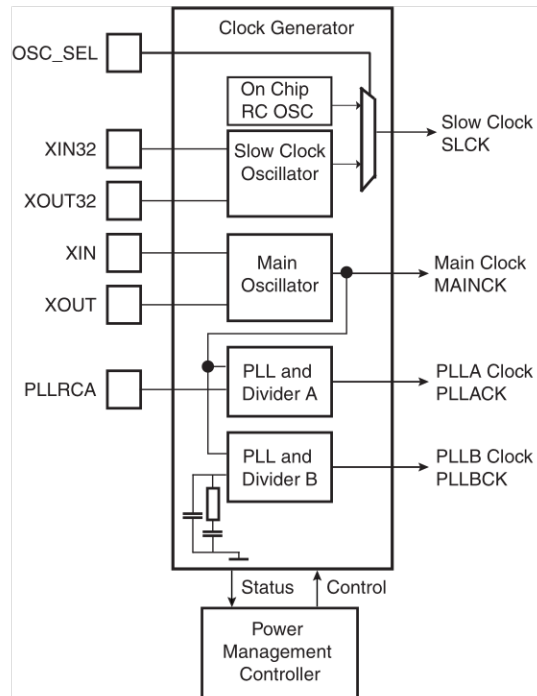 Clock Generator
OSC_SEL
On Chip
RC OSC
Slow Clock
SLCK
XIN32
Slow Clock
Oscillator
XOUT32
XIN
Main
Oscillator
Main Clock
MAINCK
XOUT
PLL and
Divider A
PLLA Clock
PLLACK
PLLRCA
PLL and
Divider B
PLLB Clock
PLLBCK
Status
Control
Power
Management
Controller